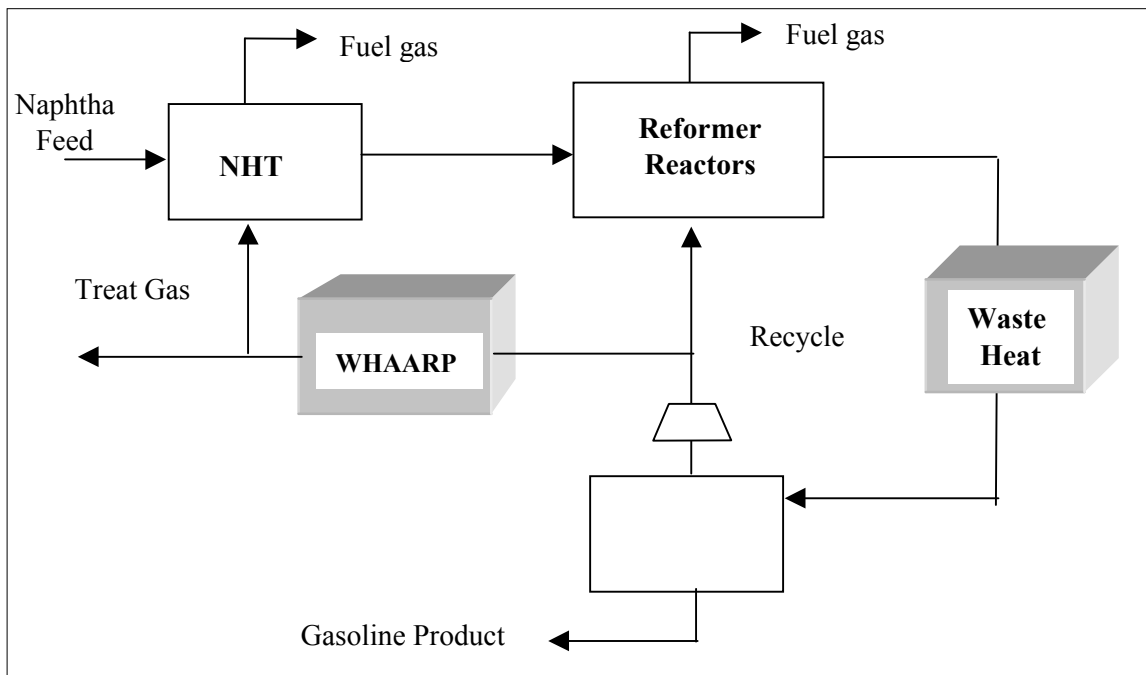 Fuel gas
Fuel gas
Naphtha
Feed
NHT
Reformer
Reactors
Treat Gas
WHAARP
Recycle
Waste
Heat
Gasoline Product